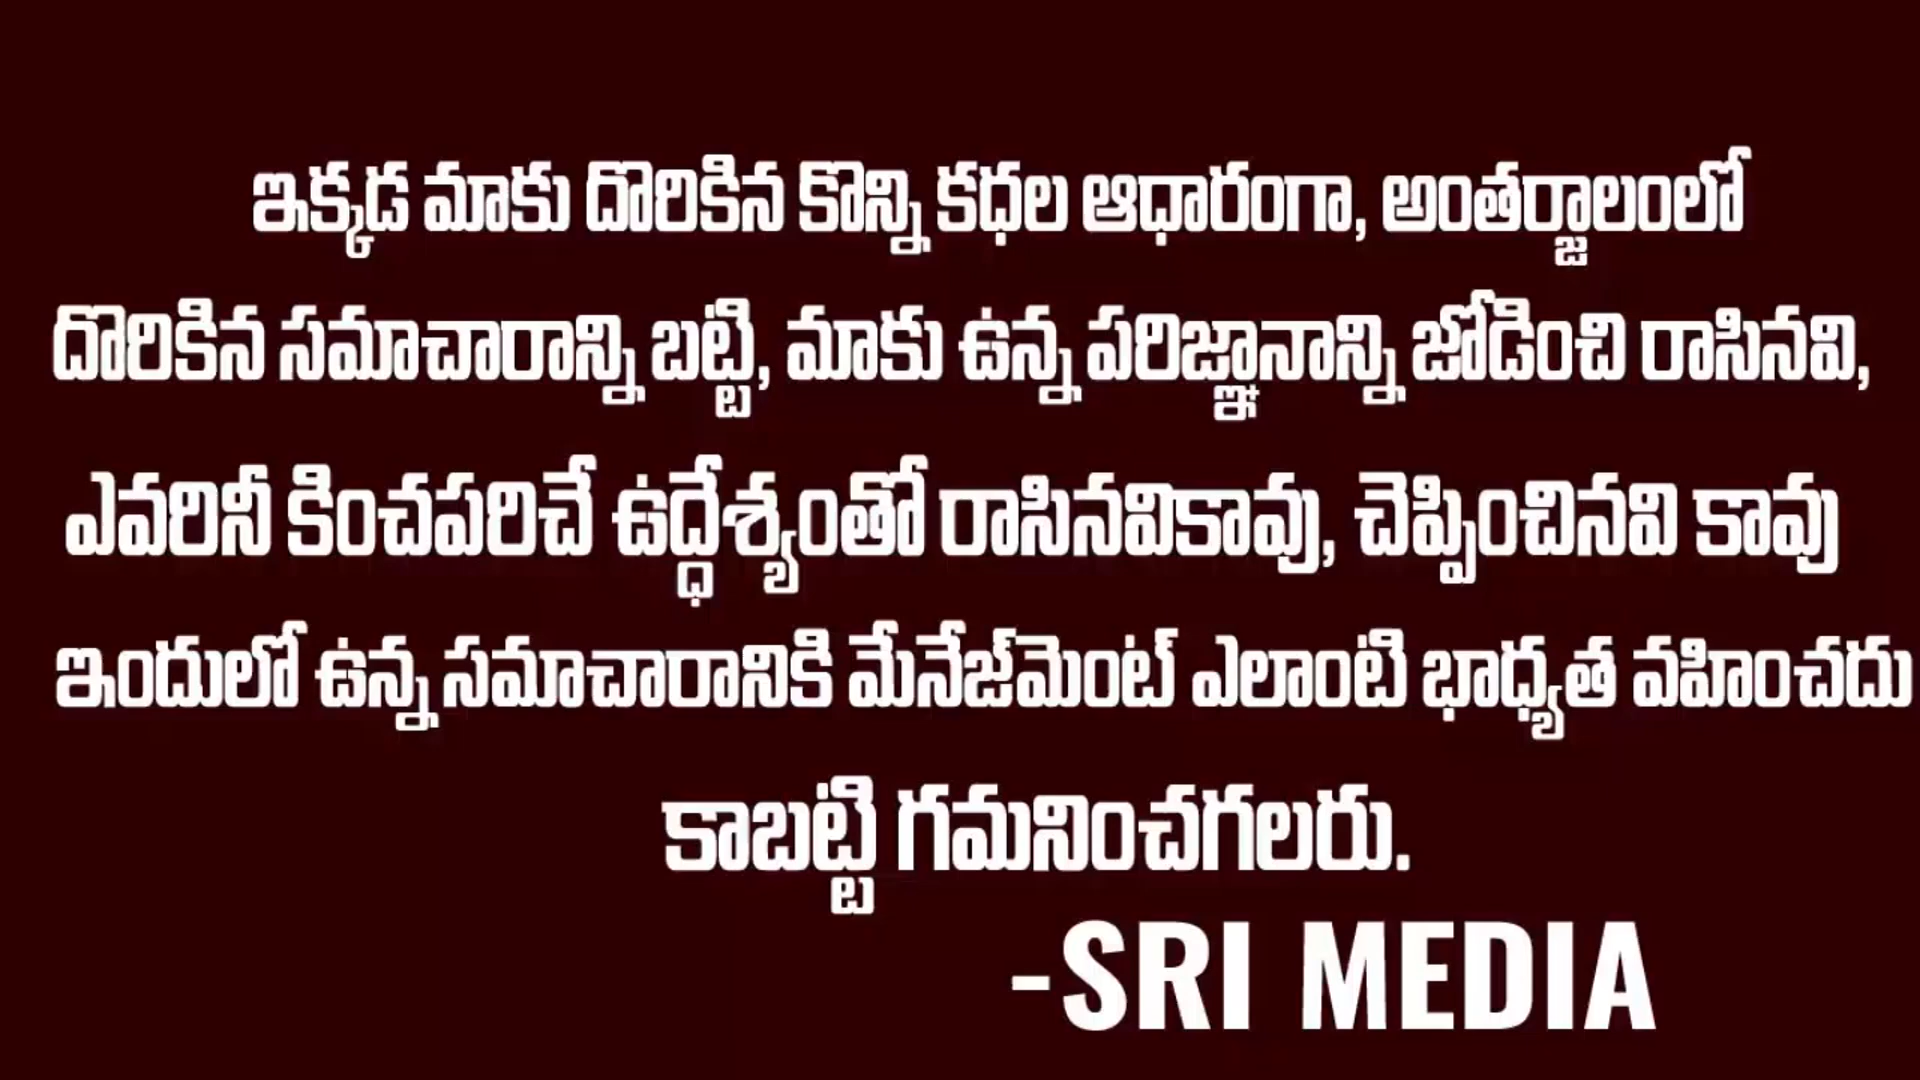 ఇక్కడ మాకు దొరికిన కొన్ని కధల ఆధారంగా, అంతర్జాలంలో
దొరికిన సమాచారాన్ని బట్టి, మాకు ఉన్న పరిజ్ఞానాన్ని జోడించి రాసినవి,
ఎవరినీ కించపరిచే ఉద్ధేశ్యంతో రాసినవికావు, చెప్పించినవి కావు
ఇందులో ఉన్న సమాచారానికి మేనేజ్‌మెంట్ ఎలాంటి భాధ్యత వహించదు
కాబట్టి గమనించగలరు.
-SRI MEDIA